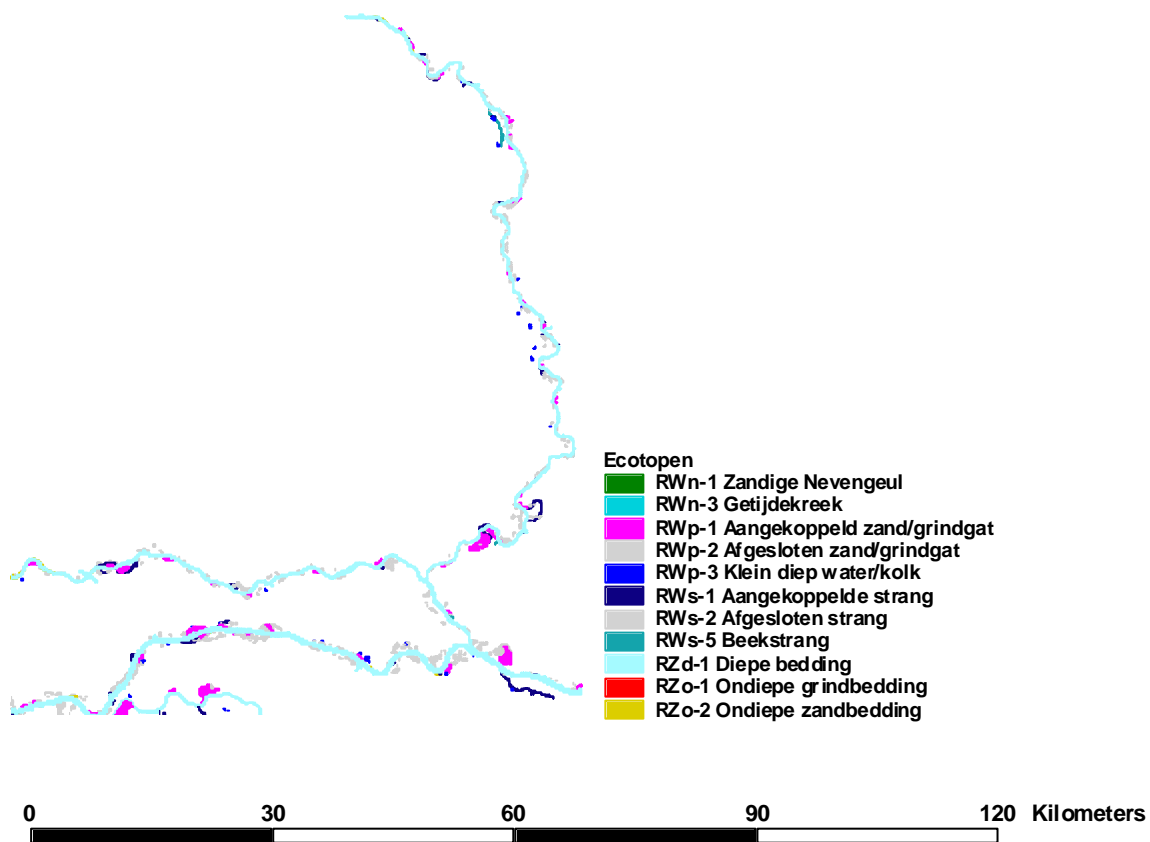 Ecotopen
RWn-1 Zandige Nevengeul
RWn-3 Getijdekreek
RWp-1 Aangekoppeld zand/grindgat
RWp-2 Afgesloten zand/grindgat
RWp-3 Klein diep water/kolk
RWs-1 Aangekoppelde strang
RWs-2 Afgesloten strang
RWs-5 Beekstrang
RZd-1 Diepe bedding
RZo-1 Ondiepe grindbedding
RZo-2 Ondiepe zandbedding
0 30 60 90 120 Kilometers